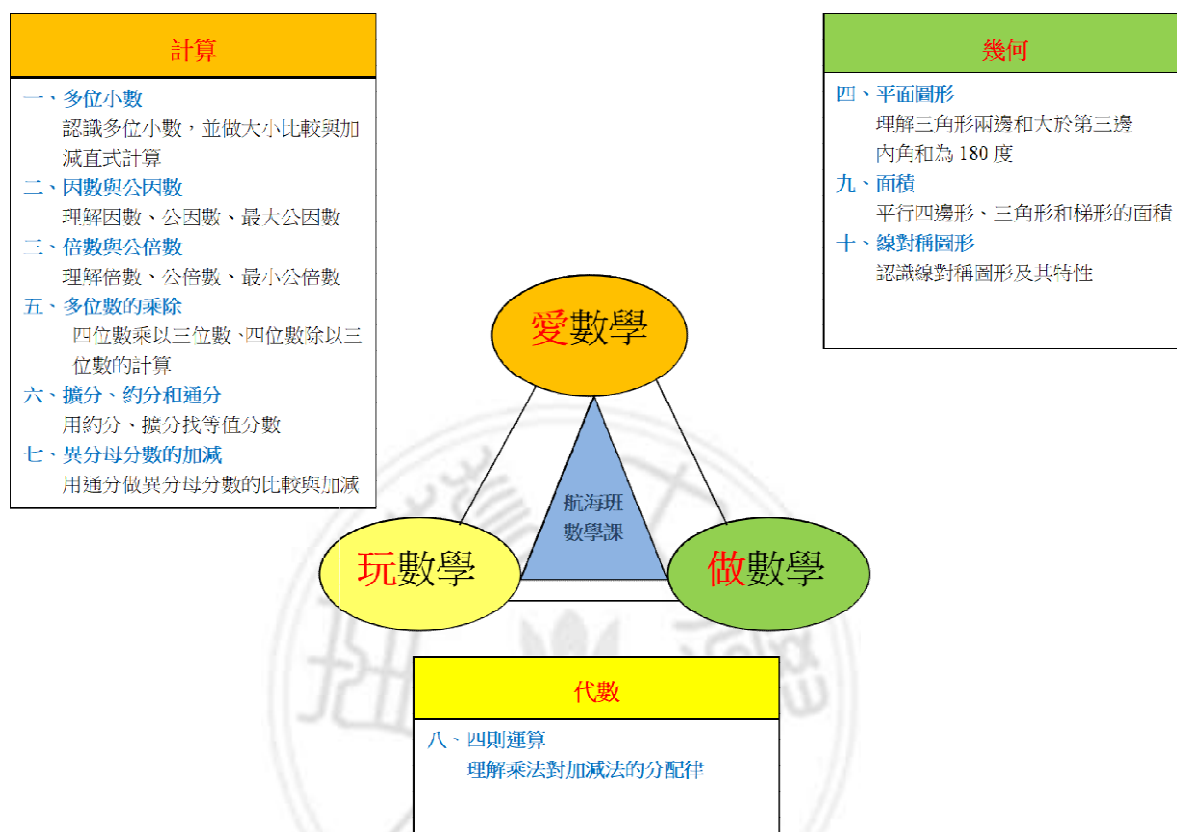 計算
一、多位小數
認識多位小數，並做大小比較與加
減直式計算
二、因數與公因數
理解因數、公因數、最大公因數
三、倍數與公倍數
理解倍數、公倍數、最小公倍數
五、多位數的乘除
四位數乘以三位數、四位數除以三
位數的計算
六、擴分、約分和通分
用約分、擴分找等值分數
七、異分母分數的加減
用通分做異分母分數的比較與加減
幾何
四、平面圖形
理解三角形兩邊和大於第三邊
內角和為 180 度
九、面積
平行四邊形、三角形和梯形的面積
十、線對稱圖形
認識線對稱圖形及其特性
愛數學
航海班
數學課
玩數學
做數學
代數
八、四則運算
理解乘法對加減法的分配律